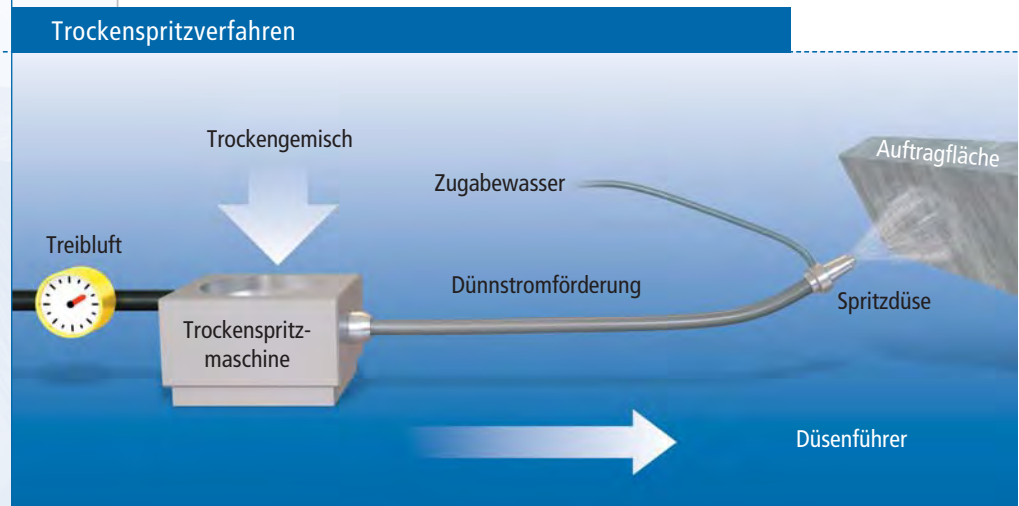 Trockenspritzverfahren
Trockengemisch
Auftragfläche
Zugabewasser
Treibluft
Dünnstromförderung
Spritzdüse
Trockenspritz-
maschine
Düsenführer